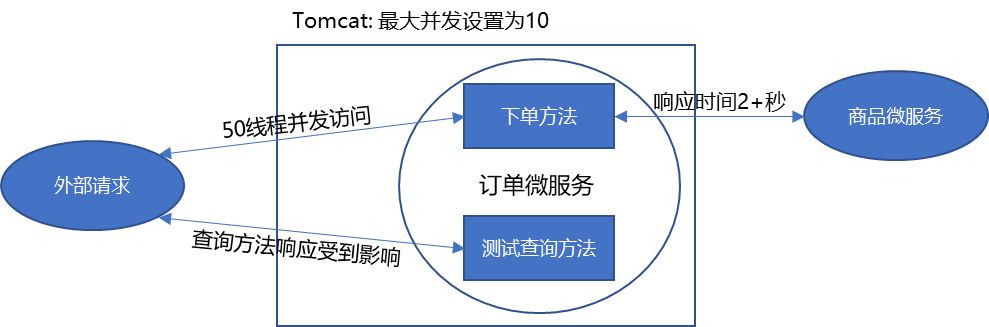 Tomcat: 最大并发设置为10
50线程并发访问
下单方法
响应时间2+秒
商品微服务
外部请求
订单微服务
查询方法响应受到影响
测试查询方法